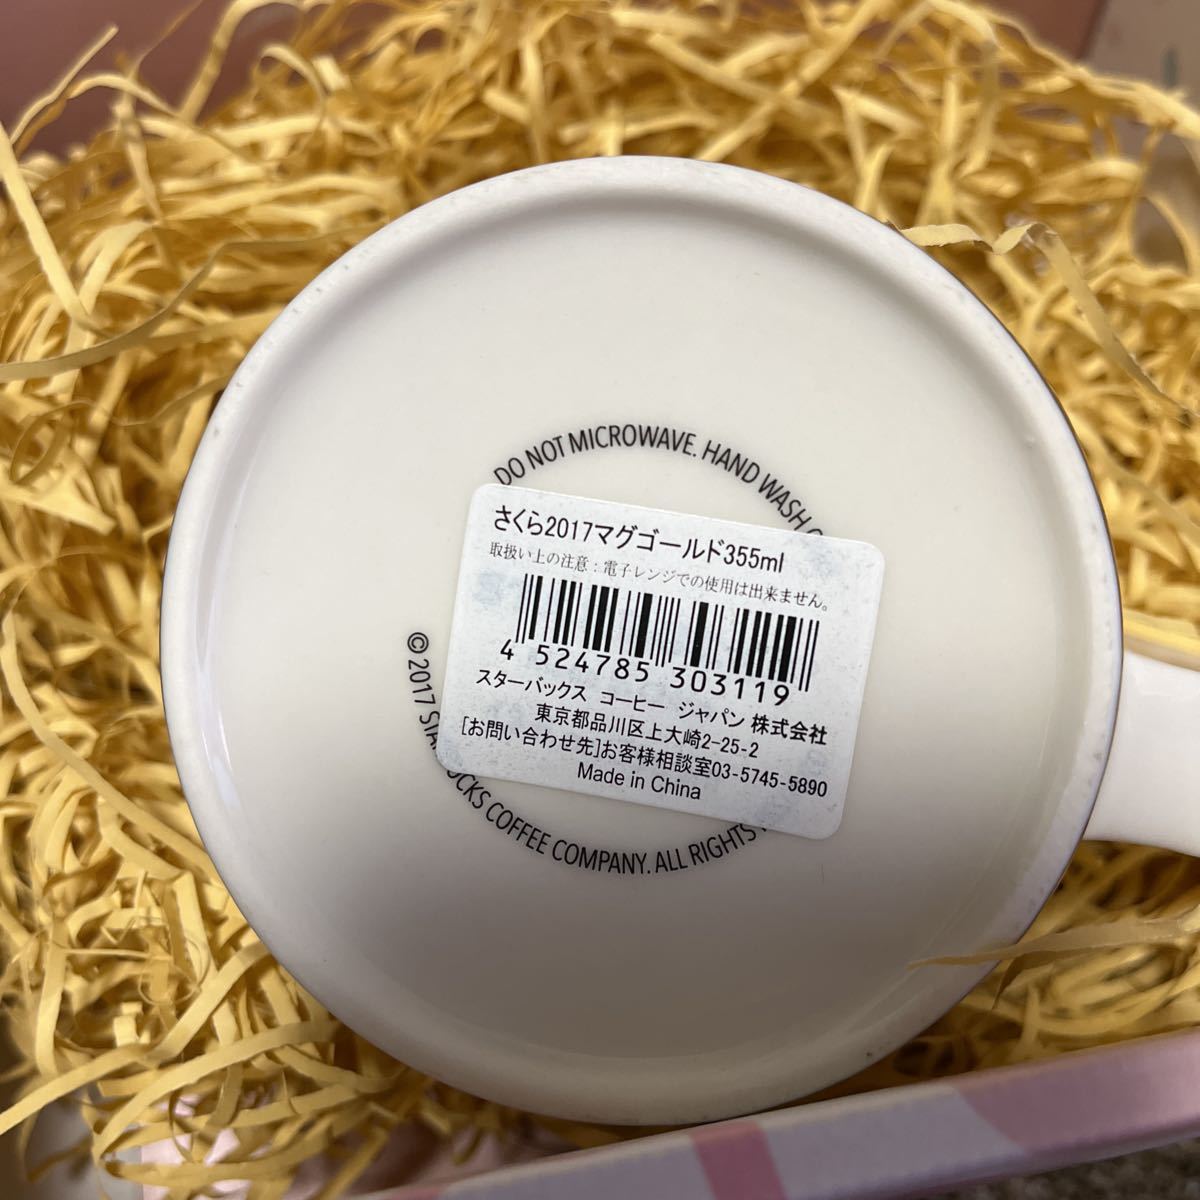 DO NOT MICROWAVE. HAND WASH
さくら2017マグゴールド355ml
取扱い上の注意：電子レンジでの使用は出来ません。
4 524785 303119
スターバックス コーヒー ジャパン 株式会社
東京都品川区上大崎2-25-2
[お問い合わせ先]お客様相談室03-5745-5890
Made in China
© 2017 COFFEE COMPANY. ALL RIGHTS